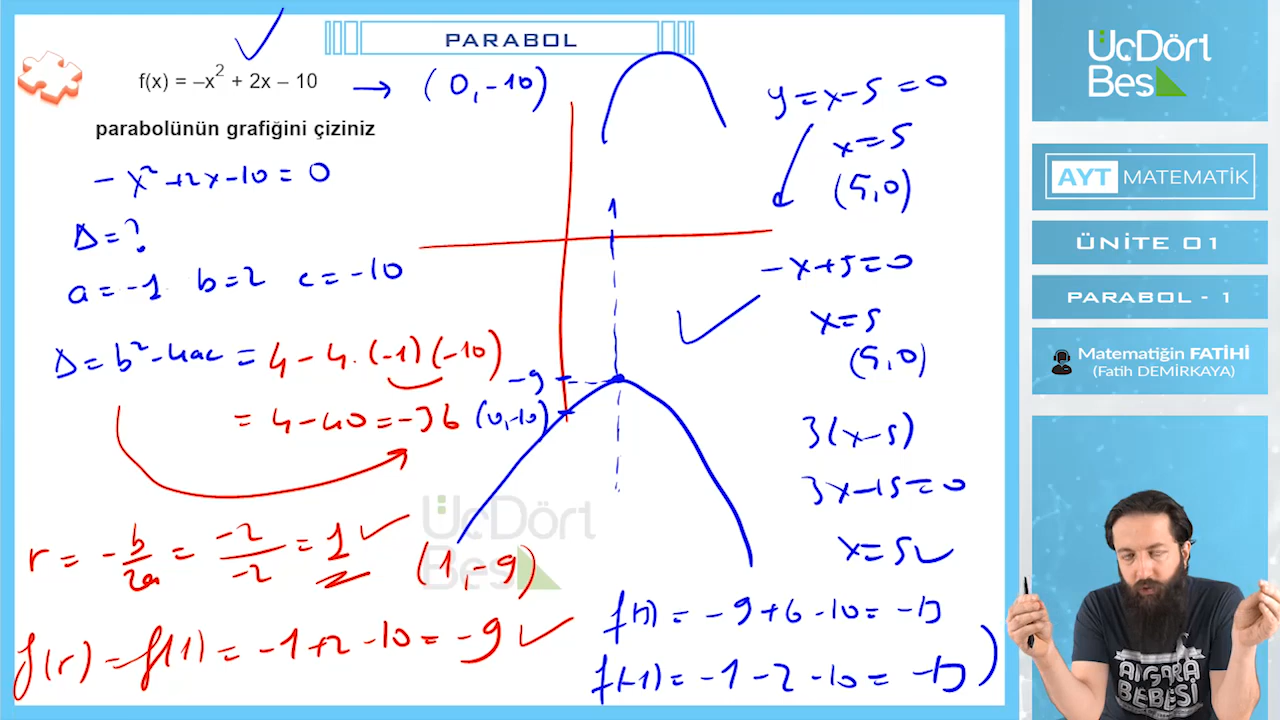 PARABOL
f(x) = –x² + 2x – 10 → (0,-10)
parabolünün grafiğini çiziniz
-x²+2x-10=0
Δ=?
a=-1 b=2 c=-10
Δ=b²-4ac = 4-4.(-1)(-10)
= 4-40=-36
r = -b/2a = -2/-2 = 1
f(r) = f(1) = -1+2-10 = -9
(1,-9)
1
-9
(0,-10)
y=x-5=0
x=5
(5,0)
-x+5=0
x=5
(5,0)
3(x-5)
3x-15=0
x=5
f(3) = -9+6-10=-13
f(-1) = -1-2-10 = -13)
ÜçDört
Beş
ÜçDört
Beş
AYT MATEMATİK
ÜNİTE 01
PARABOL - 1
Matematiğin FATİHİ
(Fatih DEMİRKAYA)
ANGARA
BEBESİ